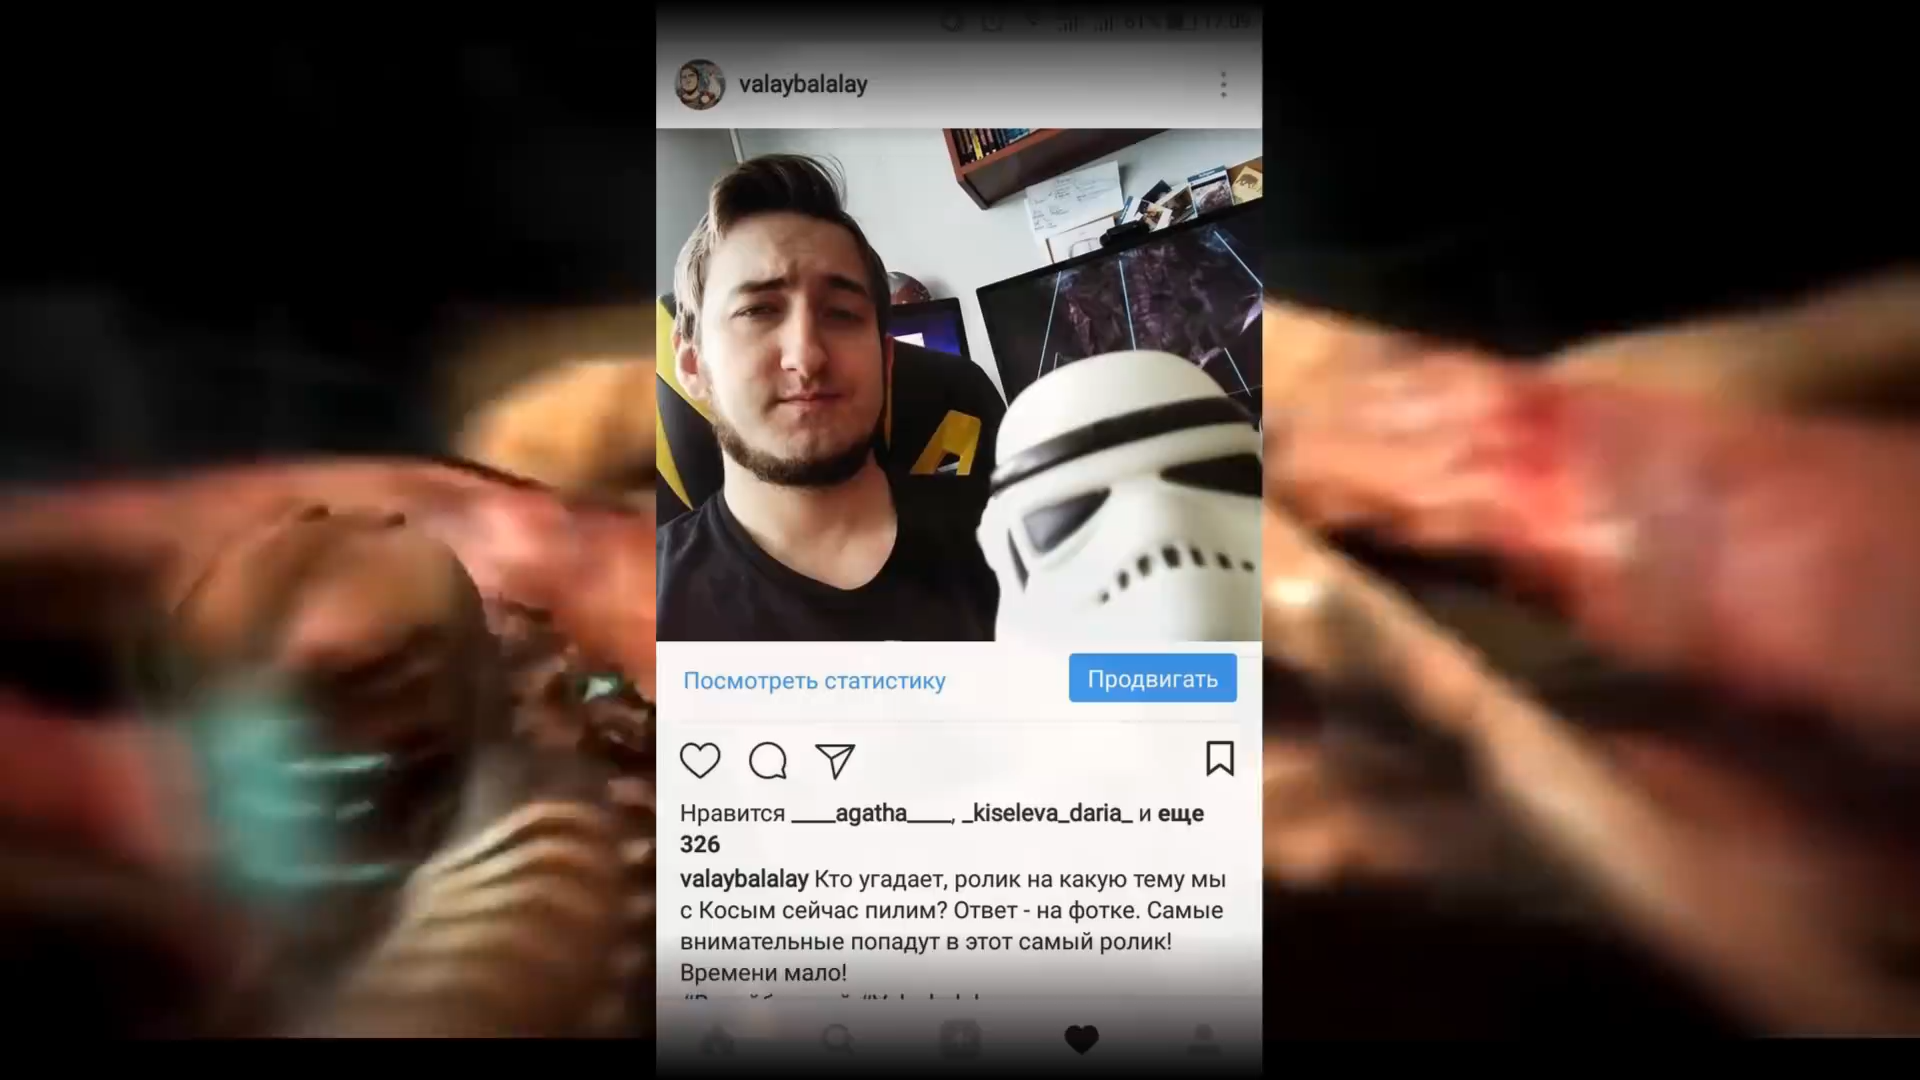 valaybalalay
Посмотреть статистику
Продвигать
Нравится ____agatha____, _kiseleva_daria_ и еще
326
valaybalalay Кто угадает, ролик на какую тему мы
с Косым сейчас пилим? Ответ - на фотке. Самые
внимательные попадут в этот самый ролик!
Времени мало!